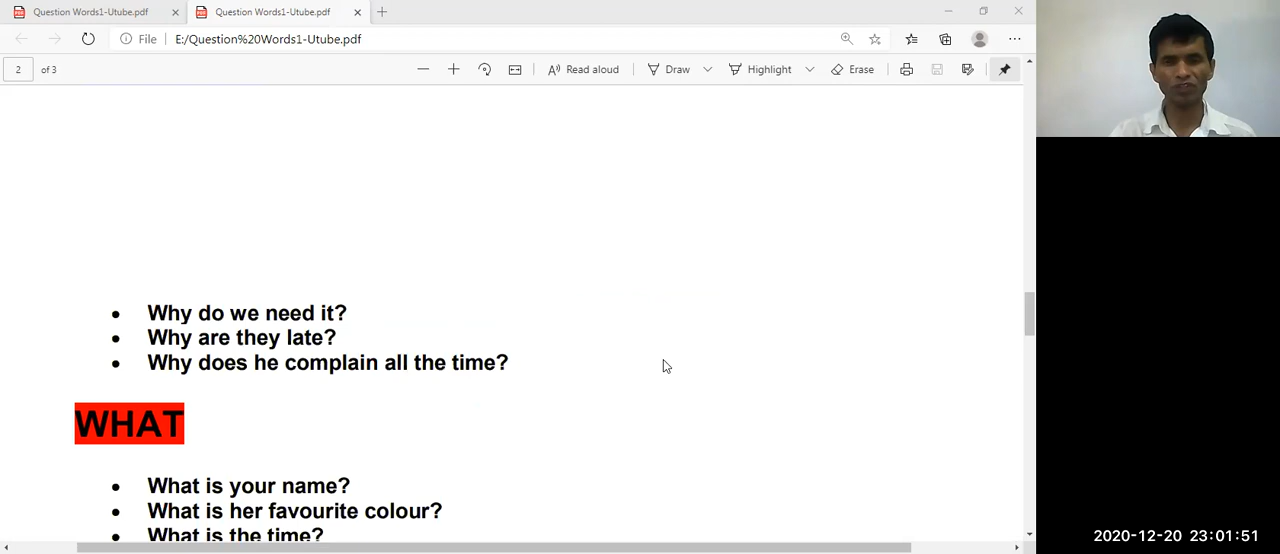 Question Words1-Utube.pdf
Question Words1-Utube.pdf
File
E:/Question%20Words1-Utube.pdf
2 of 3
Read aloud
Draw
Highlight
Erase
• Why do we need it?
• Why are they late?
• Why does he complain all the time?
WHAT
• What is your name?
• What is her favourite colour?
What is the time?
2020-12-20 23:01:51